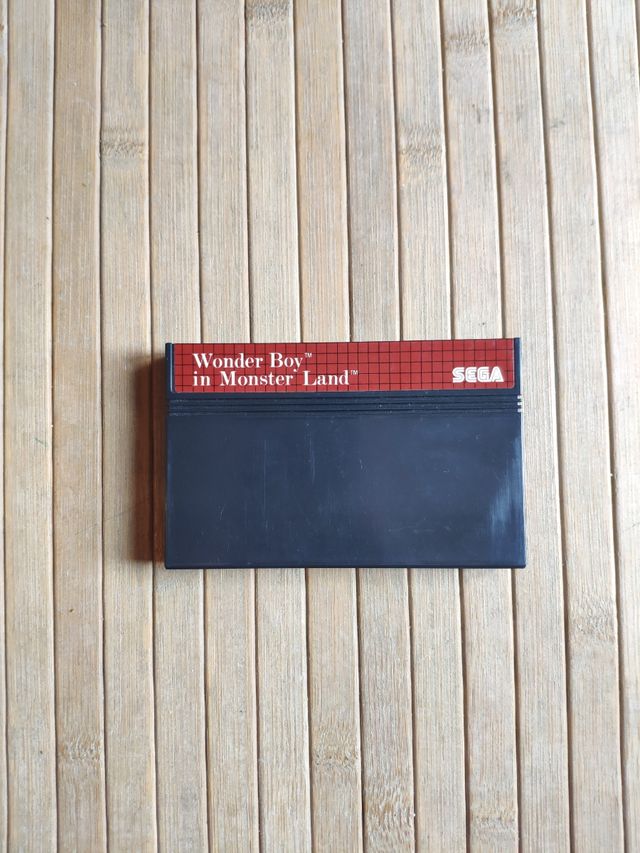 Wonder Boy™
in Monster Land™
SEGA